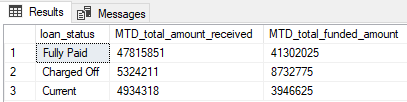 Results Messages
loan_status MTD_total_amount_received MTD_total_funded_amount
1 Fully Paid 47815851 41302025
2 Charged Off 5324211 8732775
3 Current 4934318 3946625